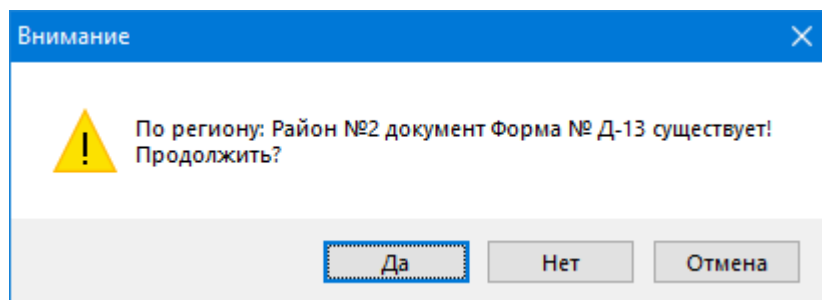 Внимание
По региону: Район №2 документ Форма № Д-13 существует!
Продолжить?
Да
Нет
Отмена